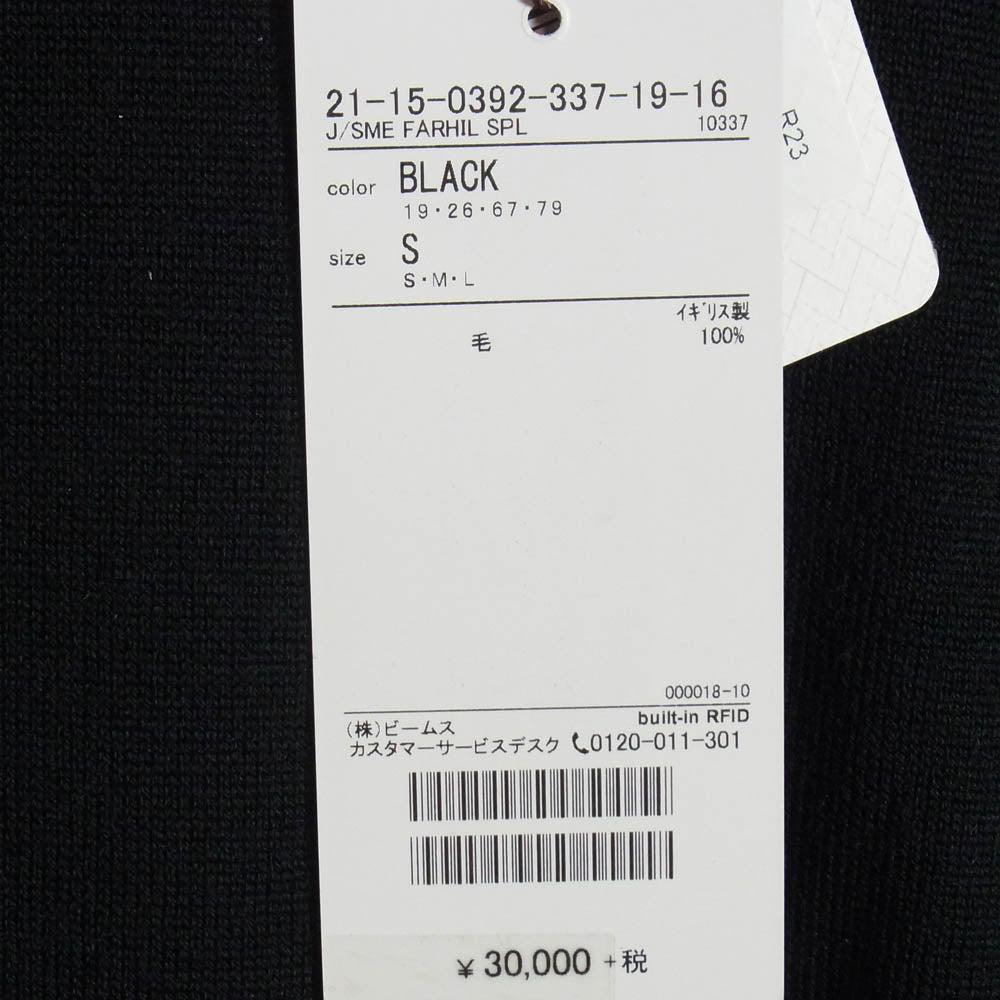 21-15-0392-337-19-16
J/SME FARHIL SPL 10337
color BLACK
19・26・67・79
size S
S・M・L
イギリス製
毛 100%
000018-10
built-in RFID
(株)ビームス
カスタマーサービスデスク 0120-011-301
¥ 30,000 +税
R23